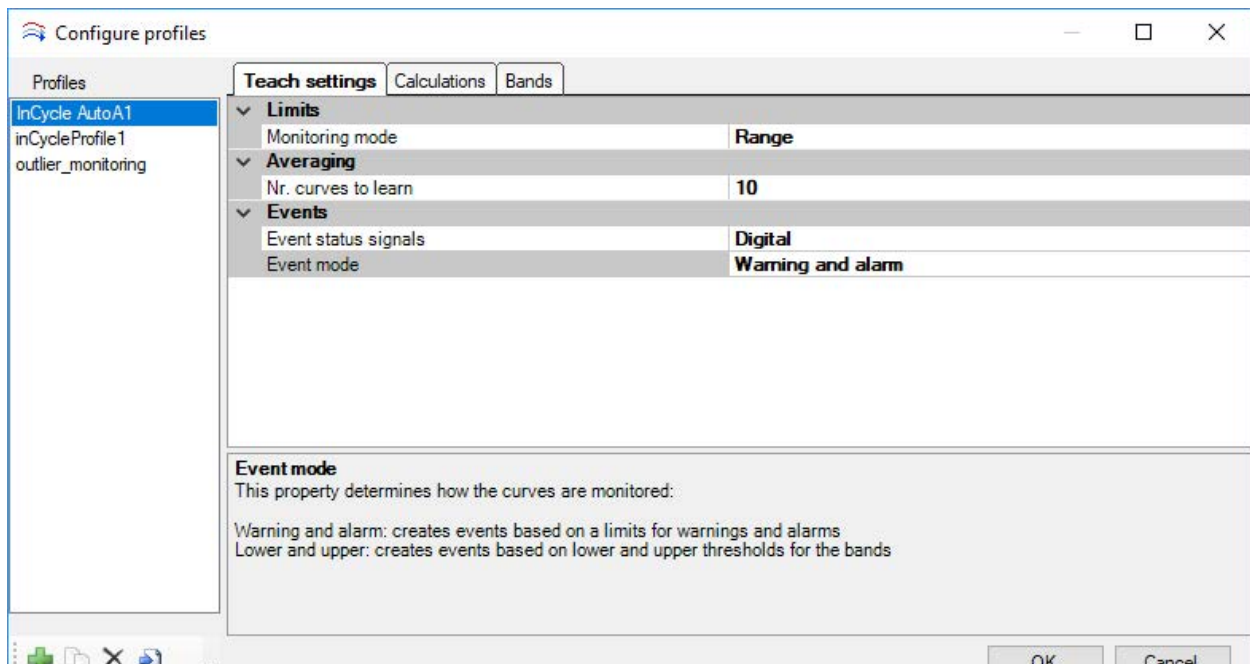 Configure profiles
Profiles
InCycle AutoA1
inCycleProfile1
outlier_monitoring
Teach settings Calculations Bands
Limits
Monitoring mode Range
Averaging
Nr. curves to learn 10
Events
Event status signals Digital
Event mode Warning and alarm
Event mode
This property determines how the curves are monitored:
Warning and alarm: creates events based on a limits for warnings and alarms
Lower and upper: creates events based on lower and upper thresholds for the bands
OK Cancel